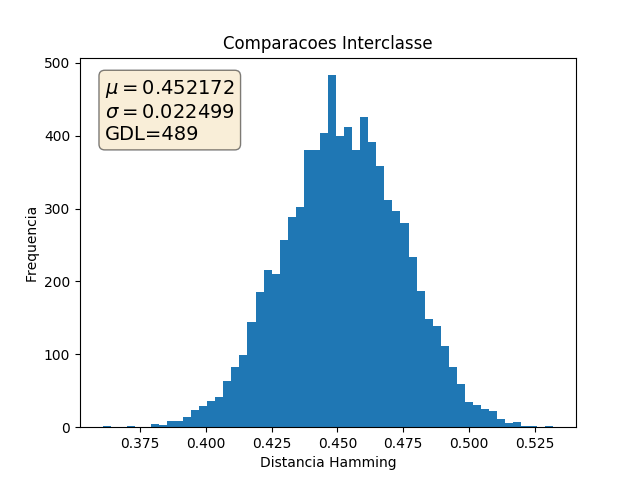 Comparacoes Interclasse
μ = 0.452172
σ = 0.022499
GDL=489
Frequencia
500
400
300
200
100
0
0.375 0.400 0.425 0.450 0.475 0.500 0.525
Distancia Hamming